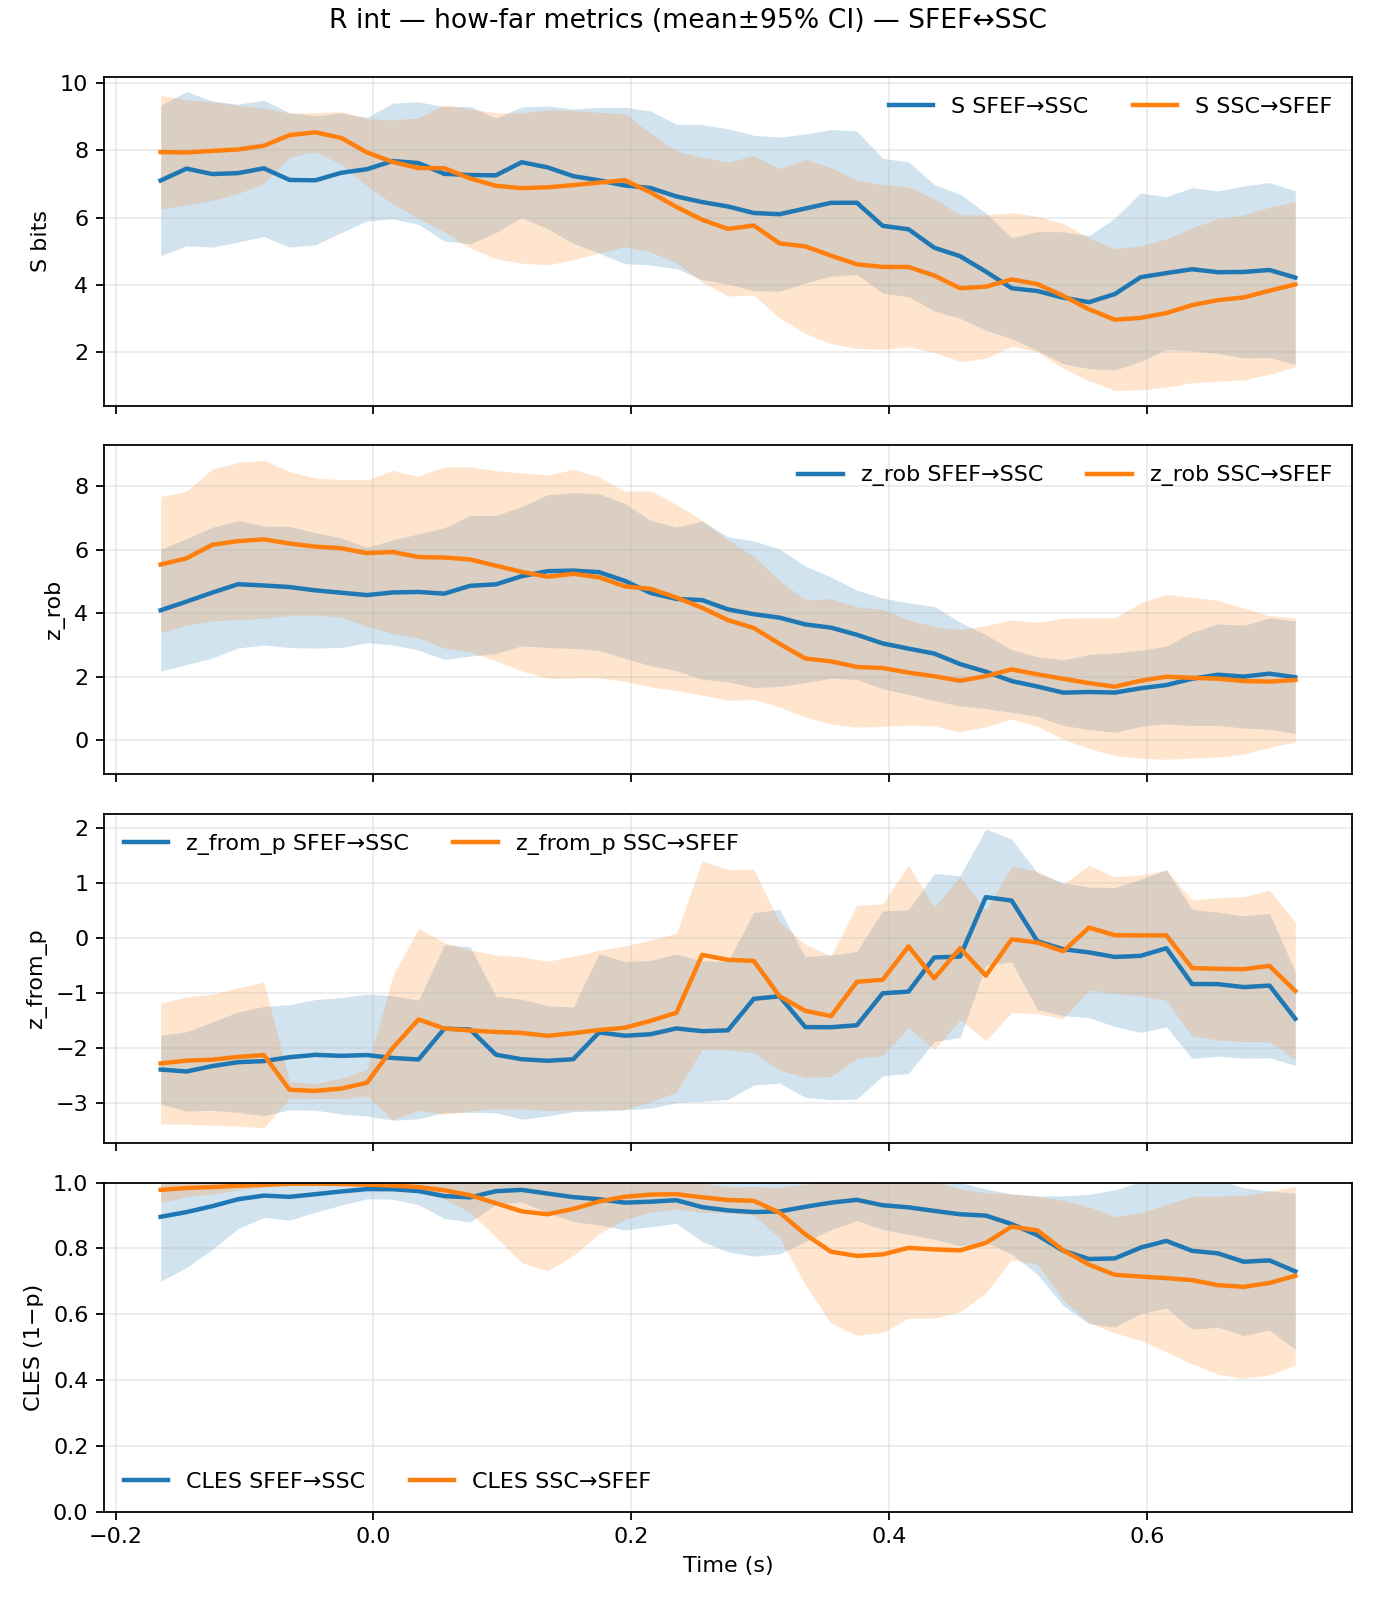 R int — how-far metrics (mean±95% CI) — SFEF↔SSC
10
8
6
4
2
S bits
S SFEF→SSC
S SSC→SFEF
8
6
4
2
0
z_rob
z_rob SFEF→SSC
z_rob SSC→SFEF
2
1
0
−1
−2
−3
z_from_p
z_from_p SFEF→SSC
z_from_p SSC→SFEF
1.0
0.8
0.6
0.4
0.2
0.0
CLES (1−p)
CLES SFEF→SSC
CLES SSC→SFEF
−0.2
0.0
0.2
0.4
0.6
Time (s)